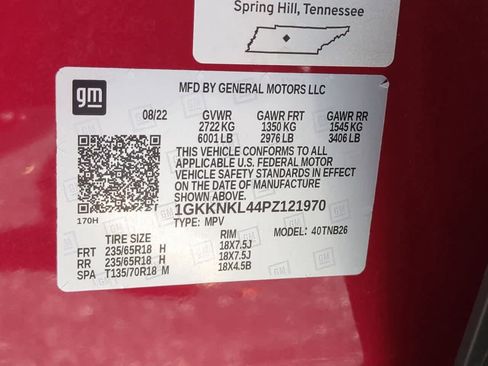 Spring Hill, Tennessee
gm
MFD BY GENERAL MOTORS LLC
08/22 GVWR GAWR FRT GAWR RR
2722 KG 1350 KG 1545 KG
6001 LB 2976 LB 3406 LB
THIS VEHICLE CONFORMS TO ALL
APPLICABLE U.S. FEDERAL MOTOR
VEHICLE SAFETY STANDARDS IN EFFECT
ON THE DATE OF MANUFACTURE
SHOWN ABOVE.
1GKKNKL44PZ121970
170H
TYPE: MPV MODEL: 40TNB26
TIRE SIZE RIM
FRT 235/65R18 H 18X7.5J
RR 235/65R18 H 18X7.5J
SPA T135/70R18 M 18X4.5B